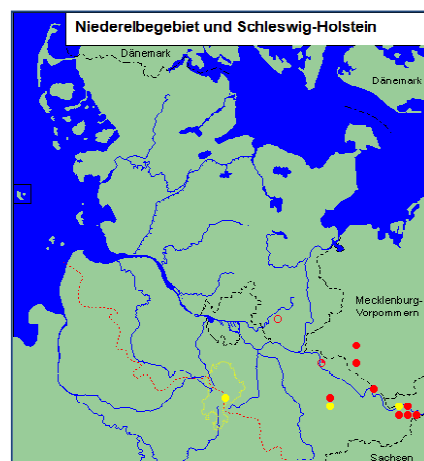 Niederelbegebiet und Schleswig-Holstein
Dänemark
Dänemark
Mecklenburg-
Vorpommern
Sachsen